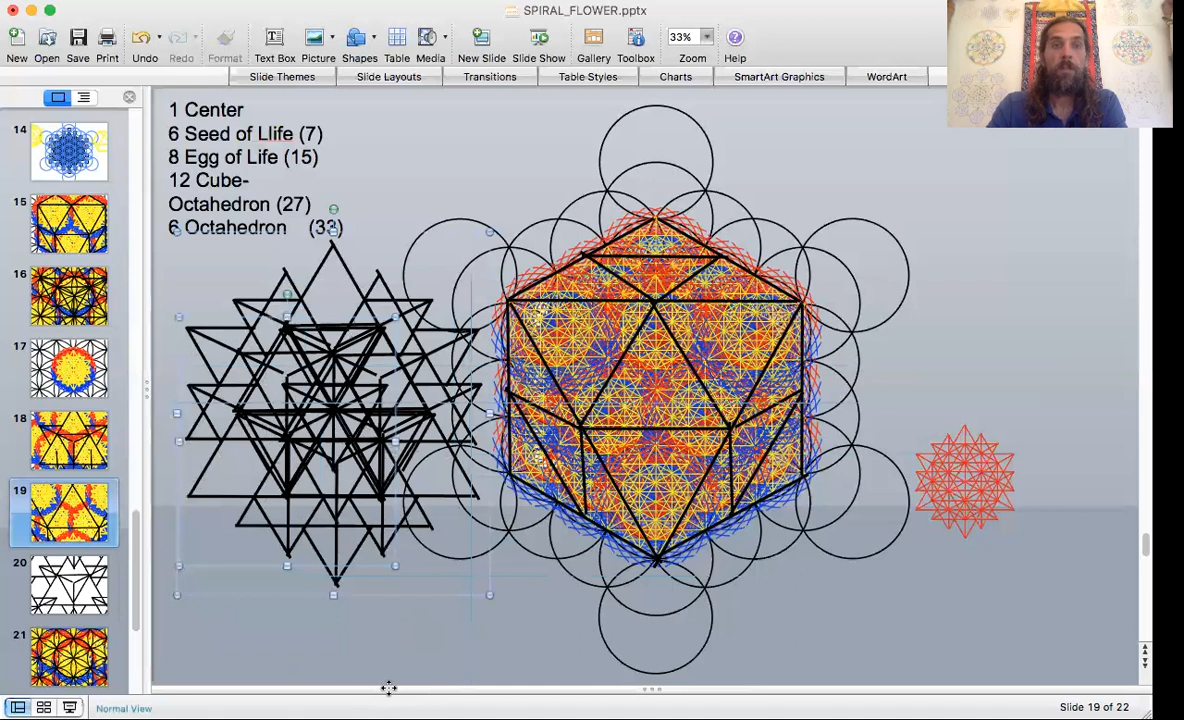 SPIRAL_FLOWER.pptx
New Open Save Print Undo Redo Format Text Box Picture Shapes Table Media New Slide Slide Show Gallery Toolbox 33% Zoom Help
Slide Themes Slide Layouts Transitions Table Styles Charts SmartArt Graphics WordArt
1 Center
6 Seed of Llife (7)
8 Egg of Life (15)
12 Cube-
Octahedron (27)
6 Octahedron (33)
14
15
16
17
18
19
20
21
Normal View
Slide 19 of 22